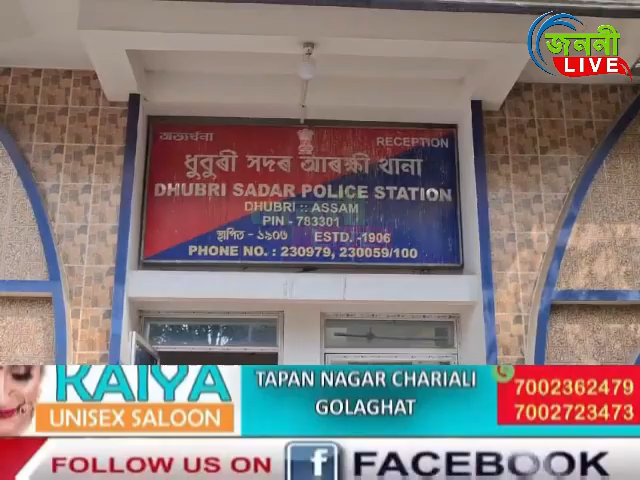 জননী
LIVE
অভ্যৰ্থনা
RECEPTION
ধুবুৰী সদৰ আৰক্ষী থানা
DHUBRI SADAR POLICE STATION
DHUBRI :: ASSAM
PIN - 783301
স্থাপিত - ১৯০৬ ESTD. -1906
PHONE NO. : 230979, 230059/100
KAIYA
UNISEX SALOON
TAPAN NAGAR CHARIALI
GOLAGHAT
7002362479
7002723473
FOLLOW US ON f FACEBOOK